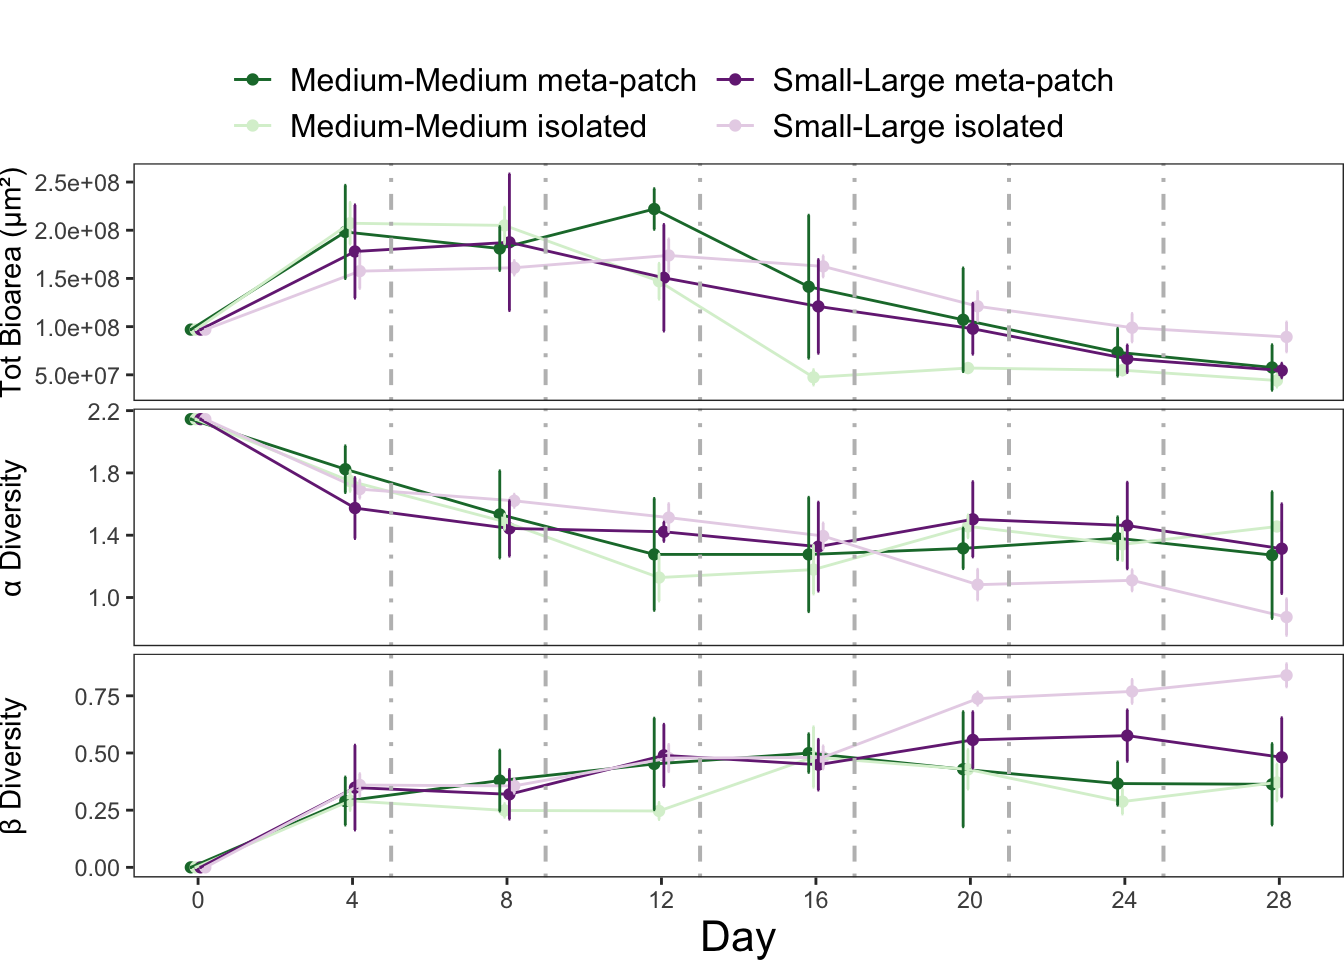 Medium-Medium meta-patch Small-Large meta-patch
Medium-Medium isolated Small-Large isolated
Tot Bioarea (μm²)
2.5e+08
2.0e+08
1.5e+08
1.0e+08
5.0e+07
α Diversity
2.2
1.8
1.4
1.0
β Diversity
0.75
0.50
0.25
0.00
0 4 8 12 16 20 24 28
Day